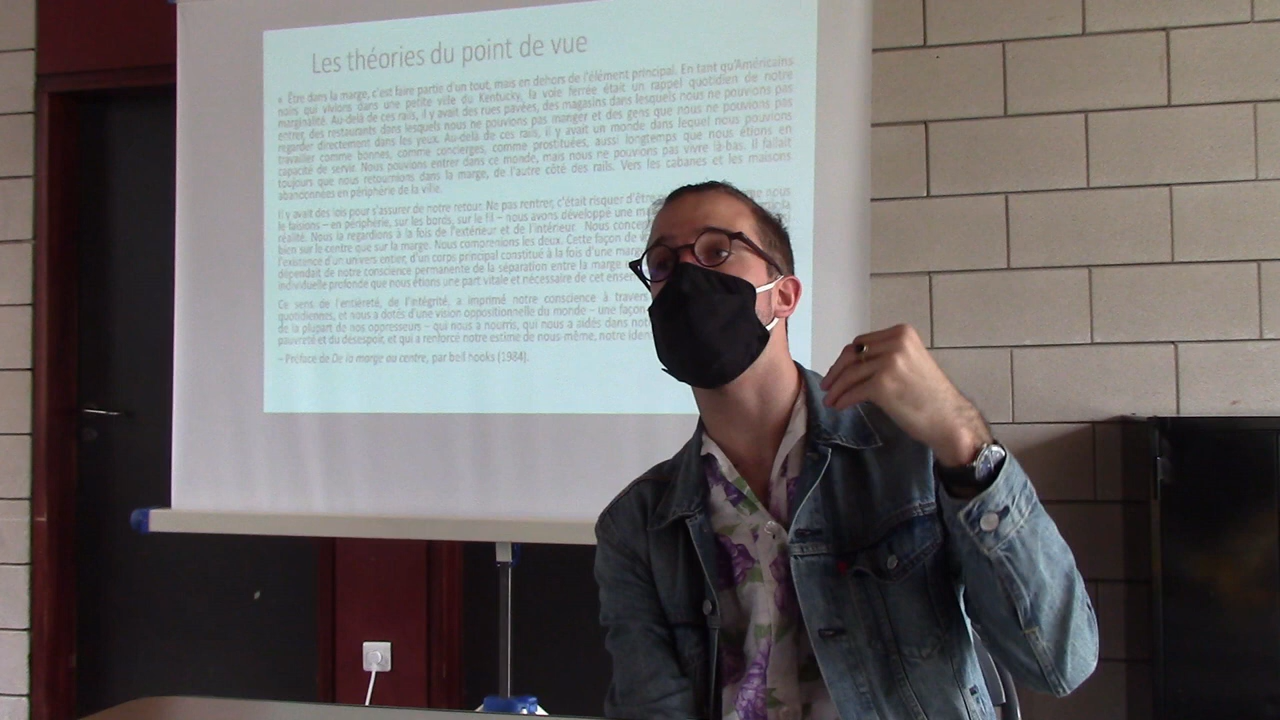 Les théories du point de vue
« Être dans la marge, c'est faire partie d'un tout, mais en dehors de l'élément principal. En tant qu'Américains
noirs qui vivions dans une petite ville du Kentucky, la voie ferrée était un rappel quotidien de notre
marginalité. Au-delà de ces rails, il y avait des rues pavées, des magasins dans lesquels nous ne pouvions pas
entrer, des restaurants dans lesquels nous ne pouvions pas manger et des gens que nous ne pouvions pas
regarder directement dans les yeux. Au-delà de ces rails, il y avait un monde dans lequel nous pouvions
travailler comme bonnes, comme concierges, comme prostituées, aussi longtemps que nous étions en
capacité de servir. Nous pouvions entrer dans ce monde, mais nous ne pouvions pas vivre là-bas. Il fallait
toujours que nous retournions dans la marge, de l'autre côté des rails. Vers les cabanes et les maisons
abandonnées en périphérie de la ville.
Il y avait des lois pour s'assurer de notre retour. Ne pas rentrer, c'était risquer d'être nous
le faisions – en périphérie, sur les bords, sur le fil – nous avons développé une
réalité. Nous la regardions à la fois de l'extérieur et de l'intérieur. Nous
bien sur le centre que sur la marge. Nous comprenions les deux. Cette façon de
l'existence d'un univers entier, d'un corps principal constitué à la fois d'une marge
dépendait de notre conscience permanente de la séparation entre la marge
individuelle profonde que nous étions une part vitale et nécessaire de cet
Ce sens de l'entièreté, de l'intégrité, a imprimé notre conscience à travers
quotidiennes, et nous a dotés d'une vision oppositionnelle du monde – une façon
de la plupart de nos oppresseurs – qui nous a nourris, qui nous a aidés dans
pauvreté et du désespoir, et qui a renforcé notre estime de nous-même, notre
– Préface de De la marge au centre, par bell hooks (1984).